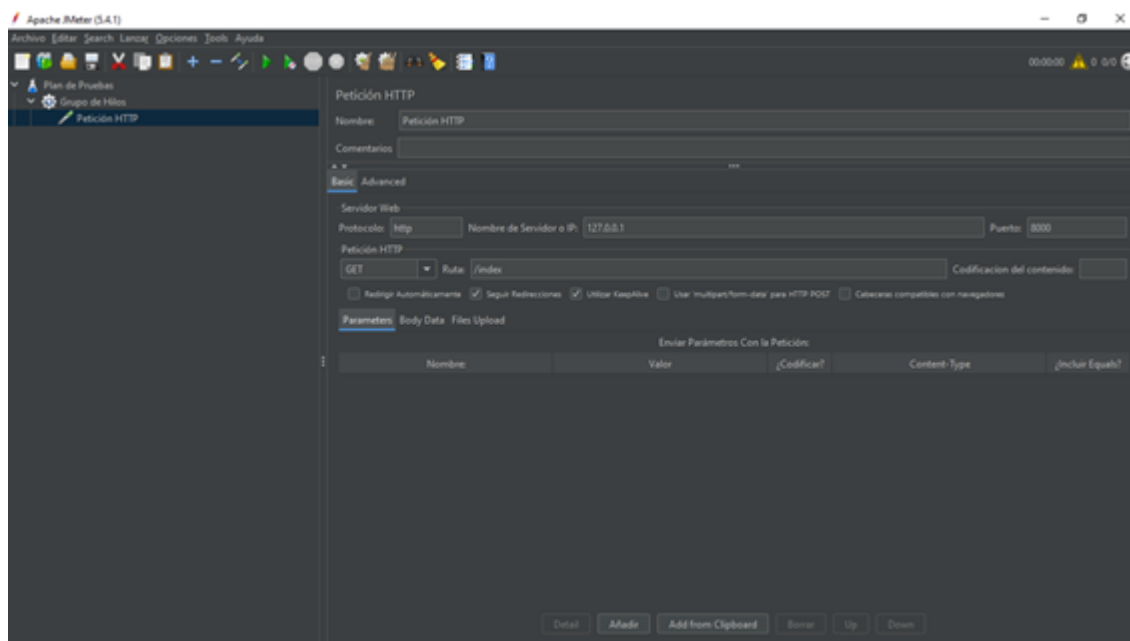 Apache JMeter (5.4.1)
Archivo Editar Search Lanzar Opciones Tools Ayuda
00:00:00 0 0/0
Plan de Pruebas
Grupo de Hilos
Petición HTTP
Petición HTTP
Nombre: Petición HTTP
Comentarios
Basic Advanced
Servidor Web
Protocolo: http Nombre de Servidor o IP: 127.0.0.1 Puerto: 8000
Petición HTTP
GET Ruta: /index Codificacion del contenido:
Redirigir Automáticamente Seguir Redirecciones Utilizar KeepAlive Usar 'multipart/form-data' para HTTP POST Cabeceras compatibles con navegadores
Parameters Body Data Files Upload
Enviar Parámetros Con la Petición:
Nombre: Valor ¿Codificar? Content-Type ¿Incluir Equals?
Detail Añadir Add from Clipboard Borrar Up Down